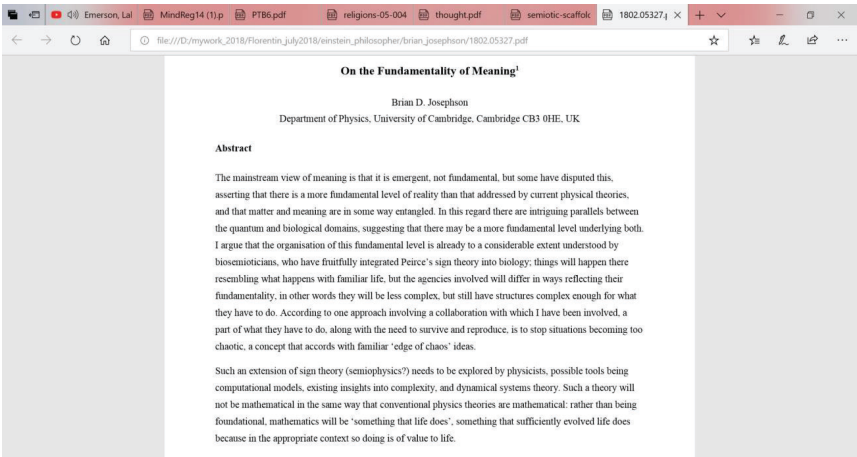 Emerson, Lal MindReg14 (1).p PTB6.pdf religions-05-004 thought.pdf semiotic-scaffolc 1802.05327.p
file:///D:/mywork_2018/Florentin_july2018/einstein_philosopher/brian_josephson/1802.05327.pdf
On the Fundamentality of Meaning¹
Brian D. Josephson
Department of Physics, University of Cambridge, Cambridge CB3 0HE, UK
Abstract
The mainstream view of meaning is that it is emergent, not fundamental, but some have disputed this,
asserting that there is a more fundamental level of reality than that addressed by current physical theories,
and that matter and meaning are in some way entangled. In this regard there are intriguing parallels between
the quantum and biological domains, suggesting that there may be a more fundamental level underlying both.
I argue that the organisation of this fundamental level is already to a considerable extent understood by
biosemioticians, who have fruitfully integrated Peirce's sign theory into biology; things will happen there
resembling what happens with familiar life, but the agencies involved will differ in ways reflecting their
fundamentality, in other words they will be less complex, but still have structures complex enough for what
they have to do. According to one approach involving a collaboration with which I have been involved, a
part of what they have to do, along with the need to survive and reproduce, is to stop situations becoming too
chaotic, a concept that accords with familiar 'edge of chaos' ideas.
Such an extension of sign theory (semiophysics?) needs to be explored by physicists, possible tools being
computational models, existing insights into complexity, and dynamical systems theory. Such a theory will
not be mathematical in the same way that conventional physics theories are mathematical: rather than being
foundational, mathematics will be 'something that life does', something that sufficiently evolved life does
because in the appropriate context so doing is of value to life.